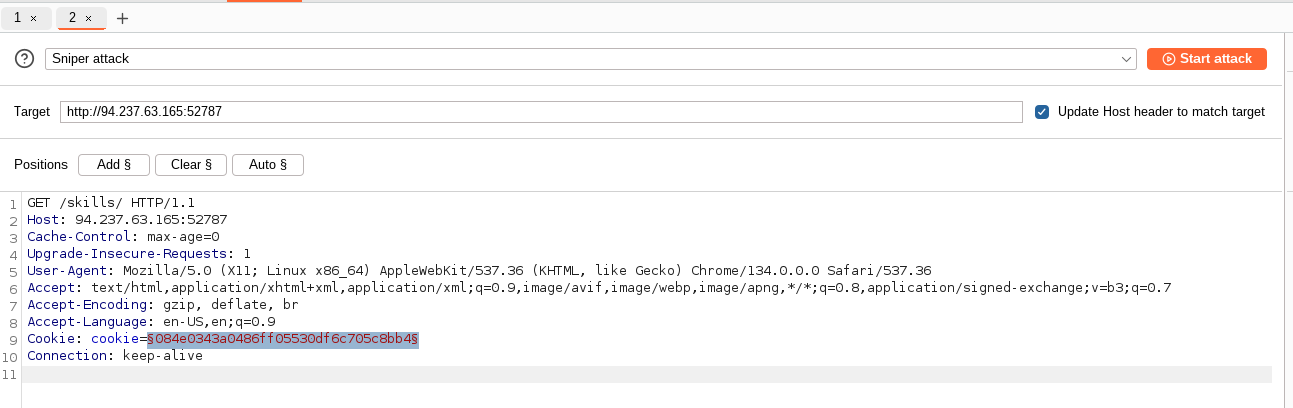 1 × 2 × +
? Sniper attack Start attack
Target http://94.237.63.165:52787 Update Host header to match target
Positions Add § Clear § Auto §
1 GET /skills/ HTTP/1.1
2 Host: 94.237.63.165:52787
3 Cache-Control: max-age=0
4 Upgrade-Insecure-Requests: 1
5 User-Agent: Mozilla/5.0 (X11; Linux x86_64) AppleWebKit/537.36 (KHTML, like Gecko) Chrome/134.0.0.0 Safari/537.36
6 Accept: text/html,application/xhtml+xml,application/xml;q=0.9,image/avif,image/webp,image/apng,*/*;q=0.8,application/signed-exchange;v=b3;q=0.7
7 Accept-Encoding: gzip, deflate, br
8 Accept-Language: en-US,en;q=0.9
9 Cookie: cookie=§084e0343a0486ff05530df6c705c8bb4§
10 Connection: keep-alive
11